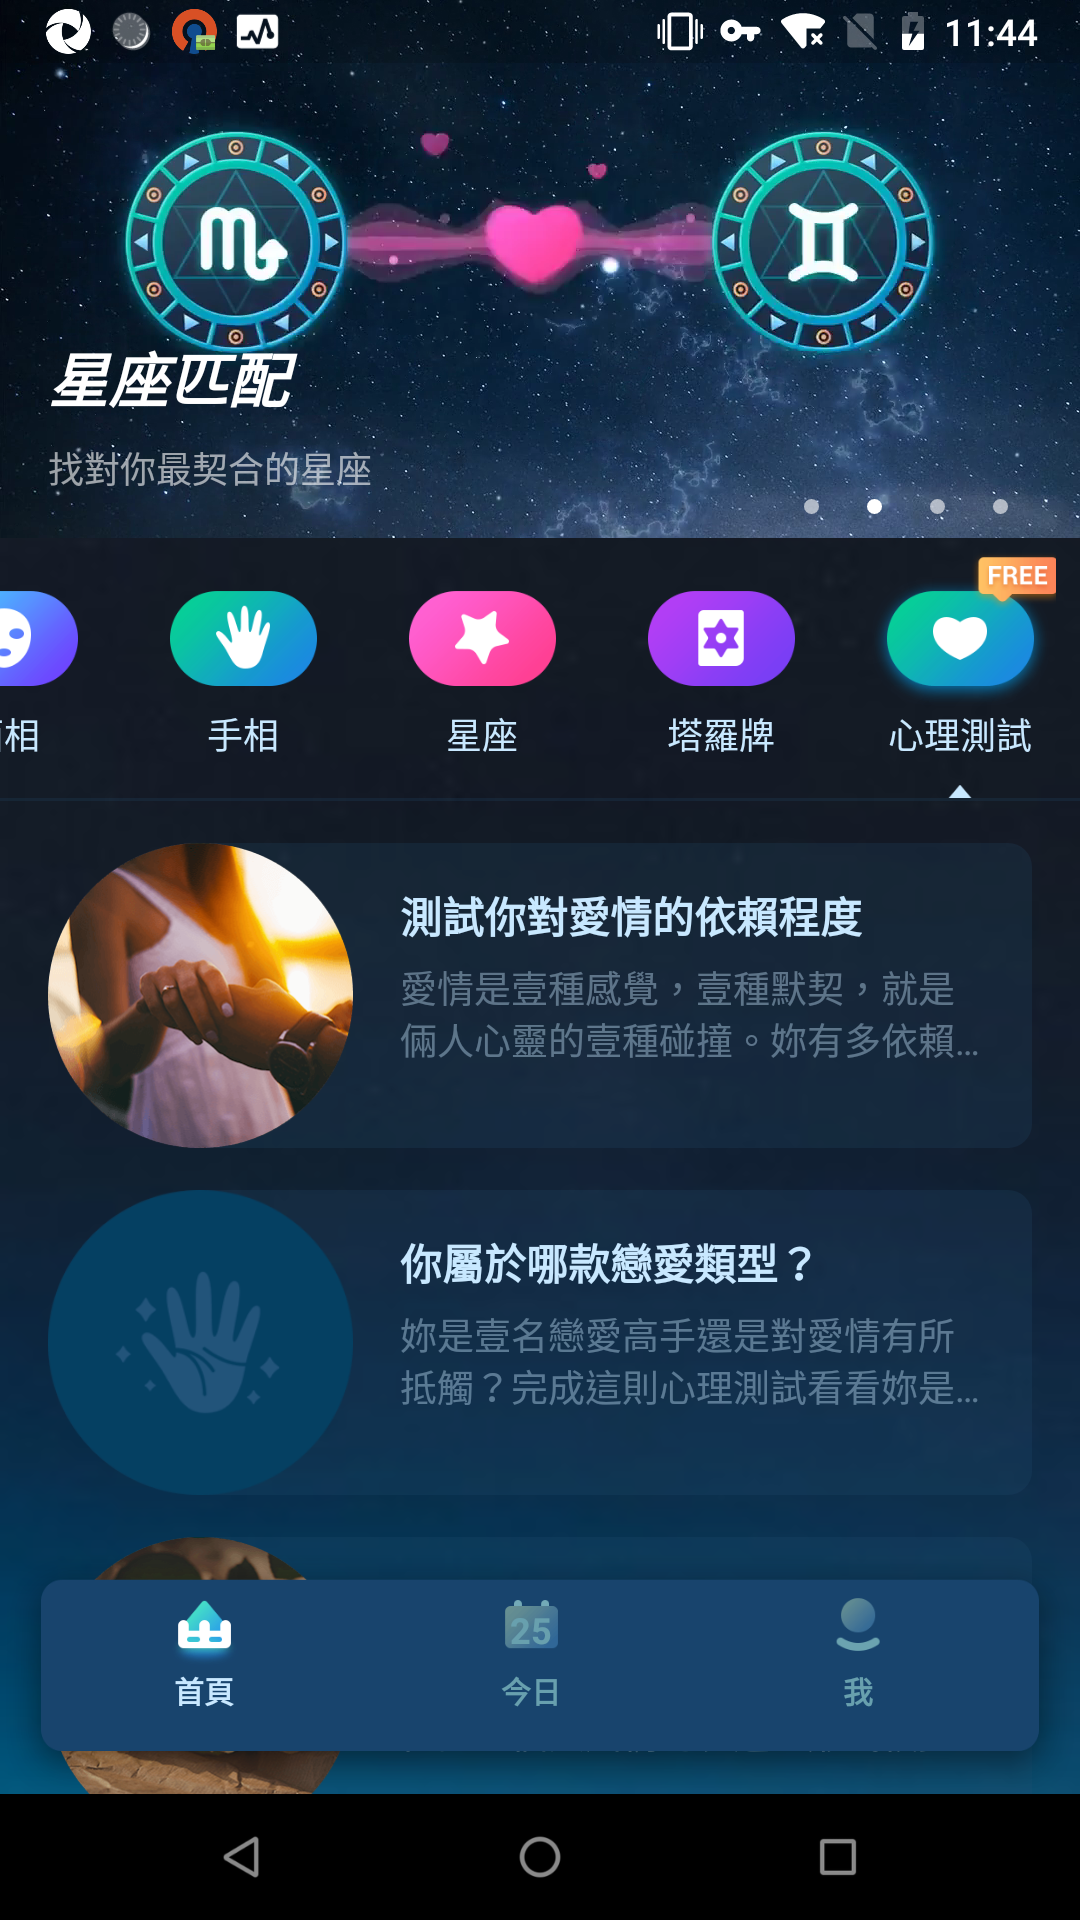 11:44
星座匹配
找對你最契合的星座
FREE
手相
星座
塔羅牌
心理測試
測試你對愛情的依賴程度
愛情是壹種感覺，壹種默契，就是
倆人心靈的壹種碰撞。妳有多依賴...
你屬於哪款戀愛類型？
妳是壹名戀愛高手還是對愛情有所
抵觸？完成這則心理測試看看妳是...
25
首頁
今日
我